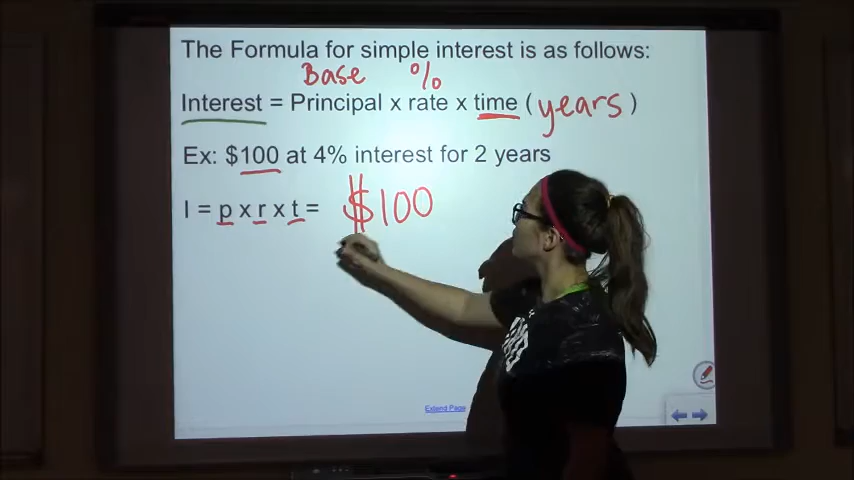 The Formula for simple interest is as follows:
Base %
Interest = Principal x rate x time (years)
Ex: $100 at 4% interest for 2 years
I = p x r x t = $100
Extend Page